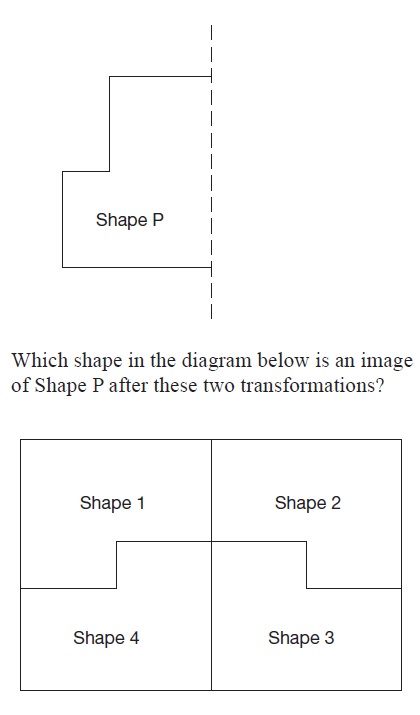 Shape P
Which shape in the diagram below is an image
of Shape P after these two transformations?
Shape 1
Shape 2
Shape 4
Shape 3